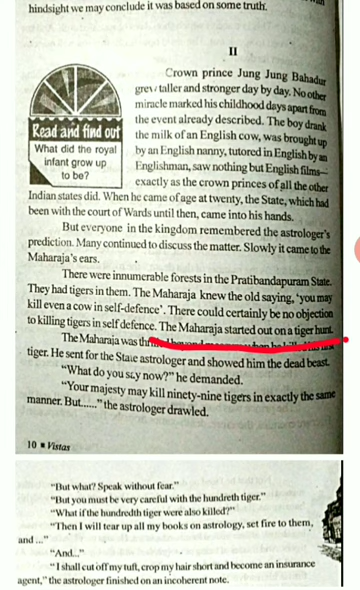 hindsight we may conclude it was based on some truth.
II
Crown prince Jung Jung Bahadur
grew taller and stronger day by day. No other
miracle marked his childhood days apart from
the event already described. The boy drank
the milk of an English cow, was brought up
by an English nanny, tutored in English by an
Englishman, saw nothing but English films—
exactly as the crown princes of all the other
Read and find out
What did the royal
infant grow up
to be?
Indian states did. When he came of age at twenty, the State, which had
been with the court of Wards until then, came into his hands.
But everyone in the kingdom remembered the astrologer's
prediction. Many continued to discuss the matter. Slowly it came to the
Maharaja's ears.
There were innumerable forests in the Pratibandapuram State.
They had tigers in them. The Maharaja knew the old saying, 'you may
kill even a cow in self-defence'. There could certainly be no objection
to killing tigers in self defence. The Maharaja started out on a tiger hunt.
The Maharaja was
tiger. He sent for the State astrologer and showed him the dead beast.
"What do you say now?" he demanded.
"Your majesty may kill ninety-nine tigers in exactly the same
manner. But......" the astrologer drawled.
10 ■ Vistas
"But what? Speak without fear."
"But you must be very careful with the hundreth tiger."
"What if the hundredth tiger were also killed?"
"Then I will tear up all my books on astrology, set fire to them,
and ..."
"And..."
"I shall cut off my tuft, crop my hair short and become an insurance
agent," the astrologer finished on an incoherent note.